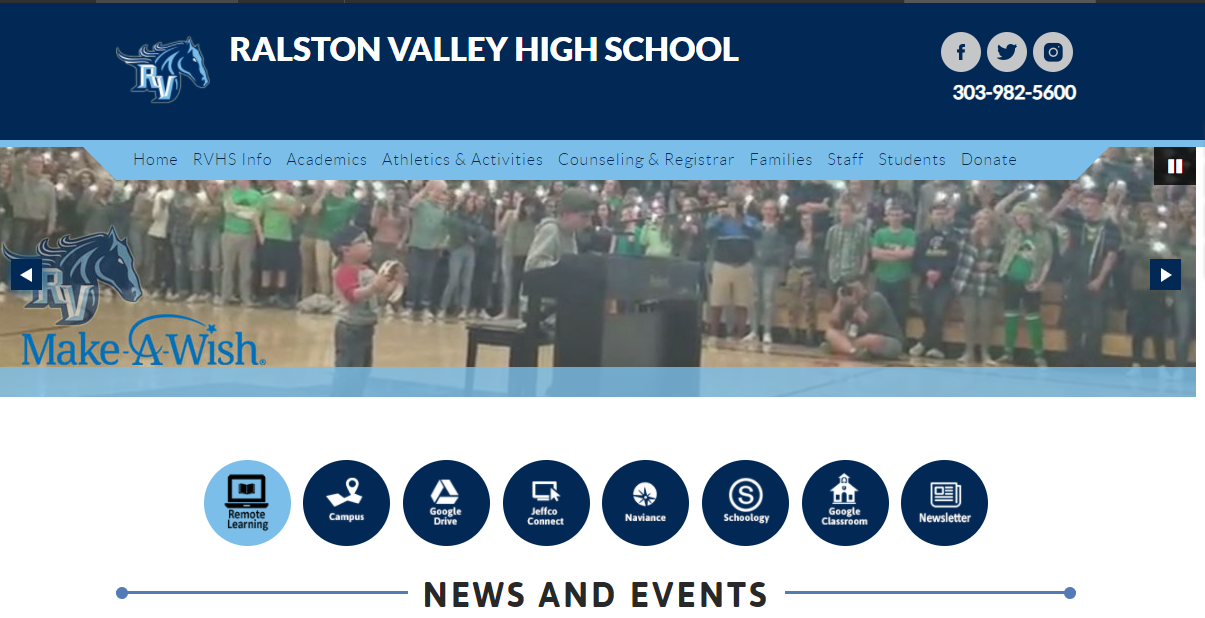 RV
RALSTON VALLEY HIGH SCHOOL
303-982-5600
Home RVHS Info Academics Athletics & Activities Counseling & Registrar Families Staff Students Donate
RV
Make-A-Wish®
Remote
Learning
Campus
Google
Drive
Jeffco
Connect
Naviance
S
Schoology
Google
Classroom
Newsletter
NEWS AND EVENTS